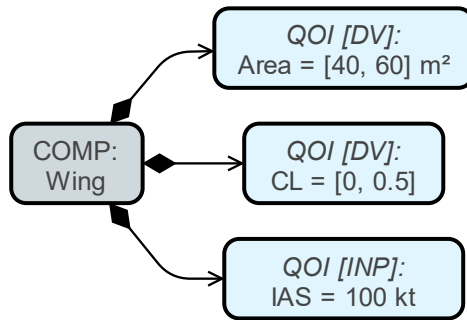 QOI [DV]:
Area = [40, 60] m²
COMP:
Wing
QOI [DV]:
CL = [0, 0.5]
QOI [INP]:
IAS = 100 kt